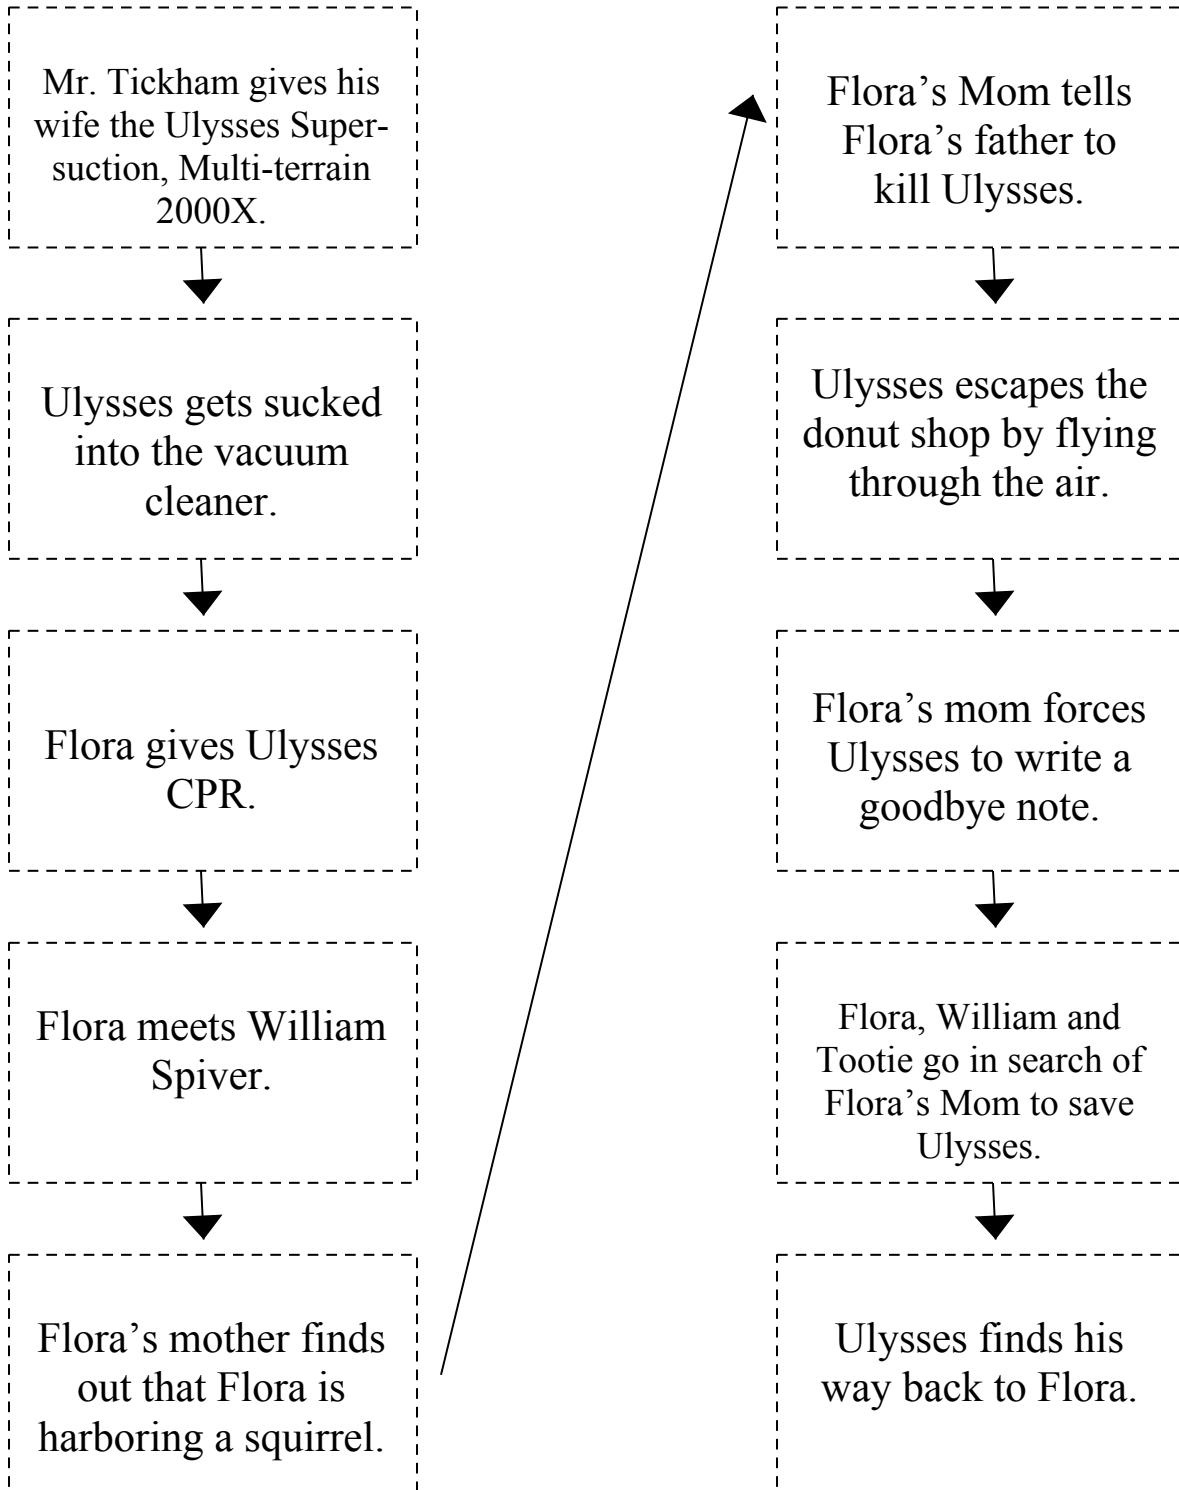 Mr. Tickham gives his
wife the Ulysses Super-
suction, Multi-terrain
2000X.
Ulysses gets sucked
into the vacuum
cleaner.
Flora gives Ulysses
CPR.
Flora meets William
Spiver.
Flora’s mother finds
out that Flora is
harboring a squirrel.
Flora’s Mom tells
Flora’s father to
kill Ulysses.
Ulysses escapes the
donut shop by flying
through the air.
Flora’s mom forces
Ulysses to write a
goodbye note.
Flora, William and
Tootie go in search of
Flora’s Mom to save
Ulysses.
Ulysses finds his
way back to Flora.